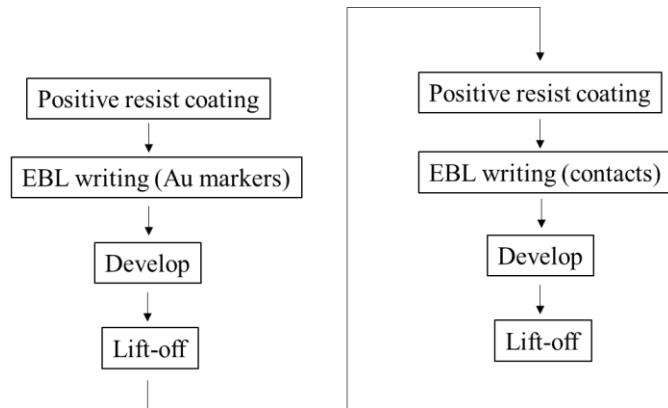 Positive resist coating
EBL writing (Au markers)
Develop
Lift-off
Positive resist coating
EBL writing (contacts)
Develop
Lift-off